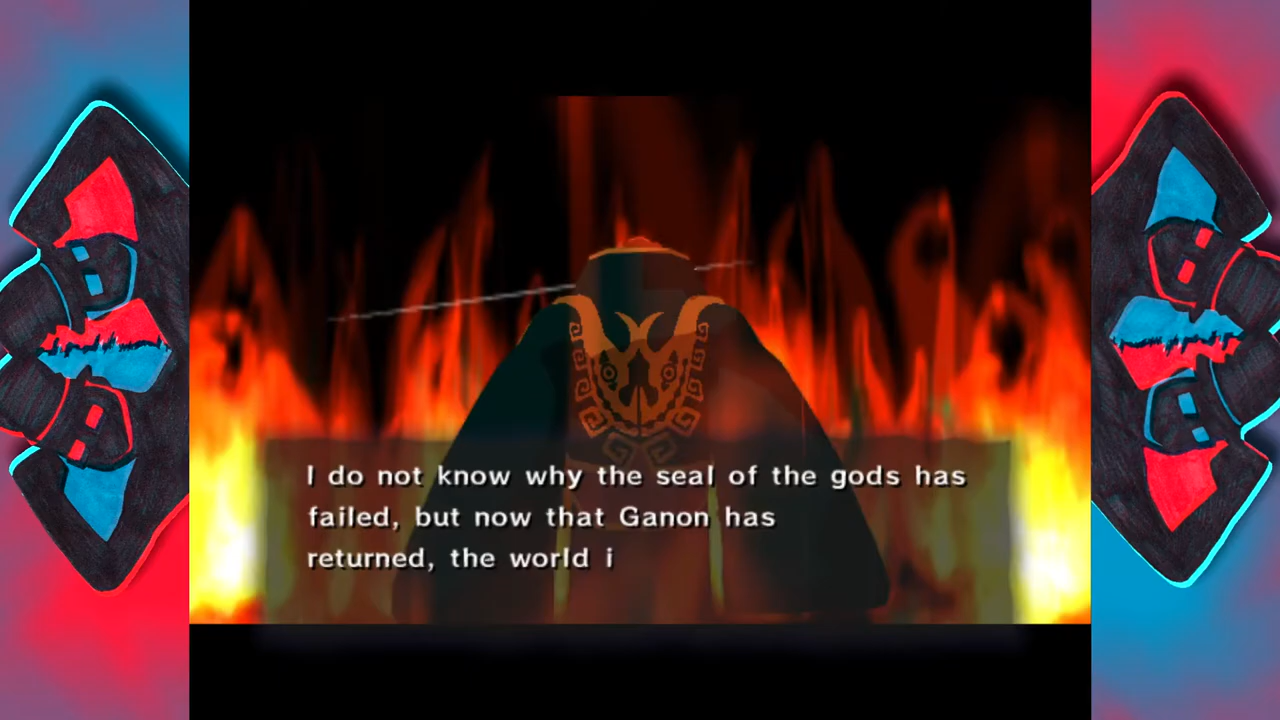 I do not know why the seal of the gods has
failed, but now that Ganon has
returned, the world i